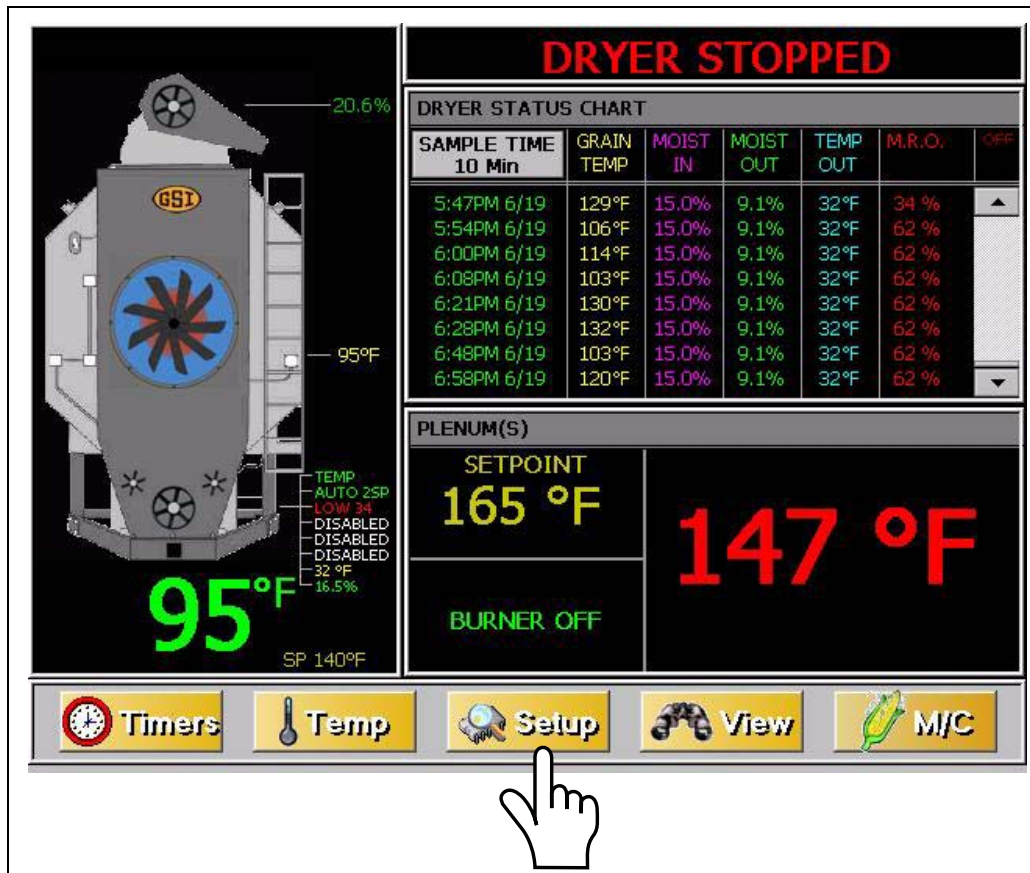 20.6%
GSI
95°F
TEMP
AUTO 2SP
LOW 34
DISABLED
DISABLED
DISABLED
32 °F
16.5%
95°F
SP 140°F
DRYER STOPPED
DRYER STATUS CHART
SAMPLE TIME 10 Min GRAIN TEMP MOIST IN MOIST OUT TEMP OUT M.R.O. OFF
5:47PM 6/19 129°F 15.0% 9.1% 32°F 34 %
5:54PM 6/19 106°F 15.0% 9.1% 32°F 62 %
6:00PM 6/19 114°F 15.0% 9.1% 32°F 62 %
6:08PM 6/19 103°F 15.0% 9.1% 32°F 62 %
6:21PM 6/19 130°F 15.0% 9.1% 32°F 62 %
6:28PM 6/19 132°F 15.0% 9.1% 32°F 62 %
6:48PM 6/19 103°F 15.0% 9.1% 32°F 62 %
6:58PM 6/19 120°F 15.0% 9.1% 32°F 62 %
PLENUM(S)
SETPOINT
165 °F
147 °F
BURNER OFF
Timers Temp Setup View M/C